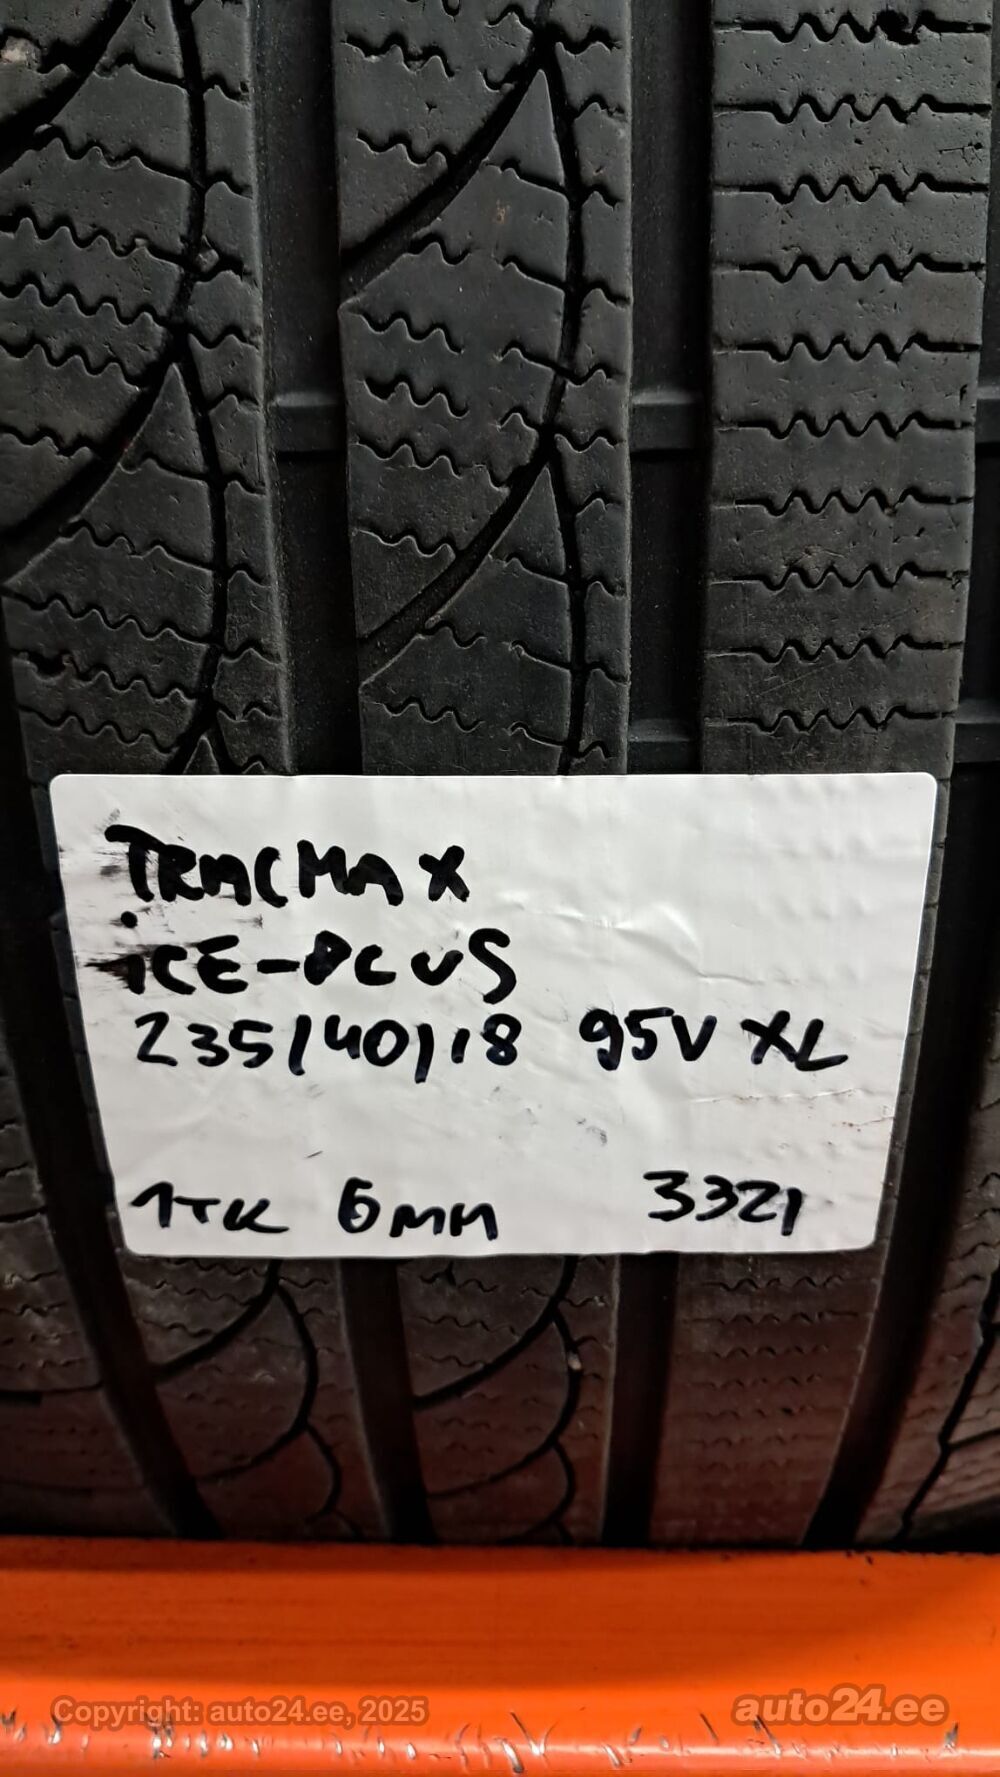 TRACMAX
iCE-PLUS
235/40/18 95V XL
1TK 6MM 3321
Copyright: auto24.ee, 2025
auto24.ee